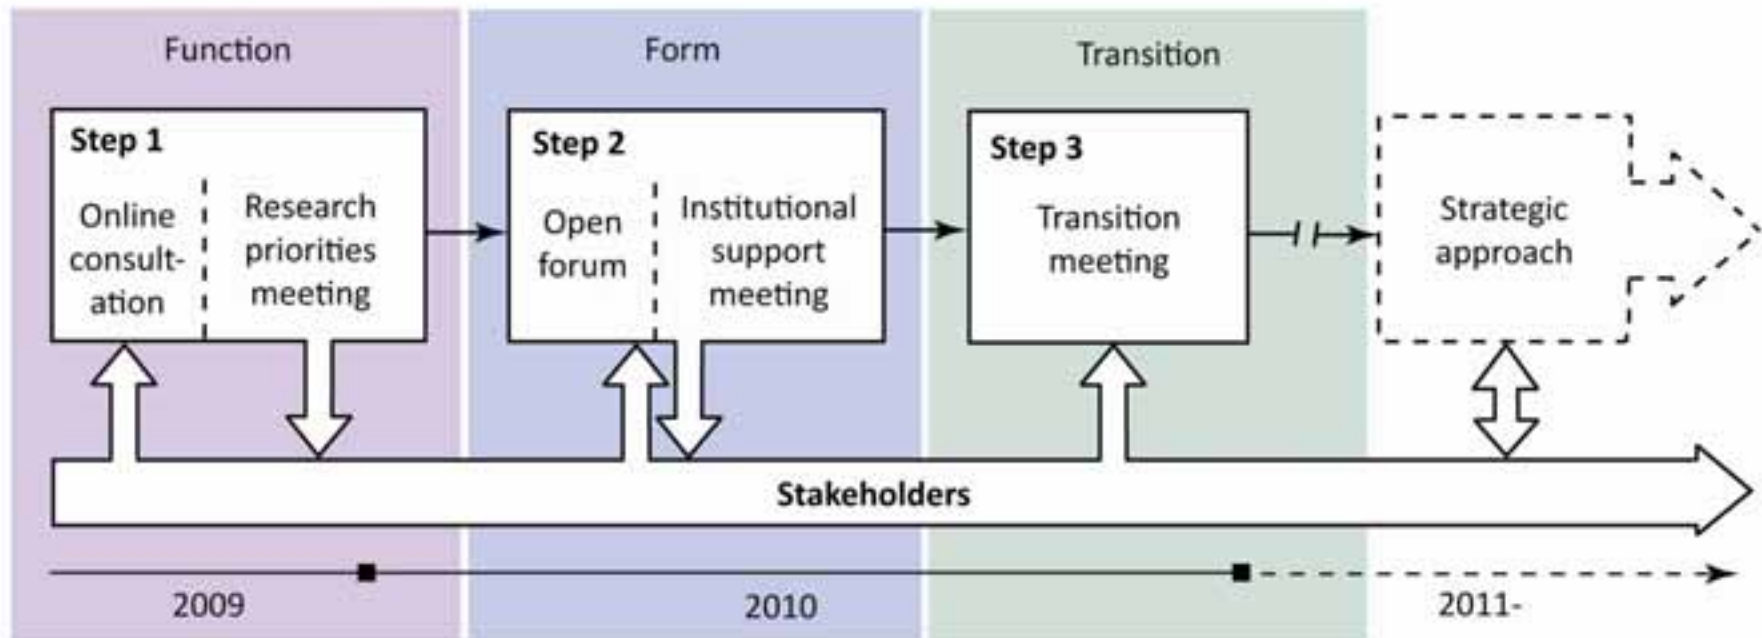 Function
Form
Transition
Step 1
Online
consult-
ation
Research
priorities
meeting
Step 2
Open
forum
Institutional
support
meeting
Step 3
Transition
meeting
Strategic
approach
Stakeholders
2009
2010
2011-